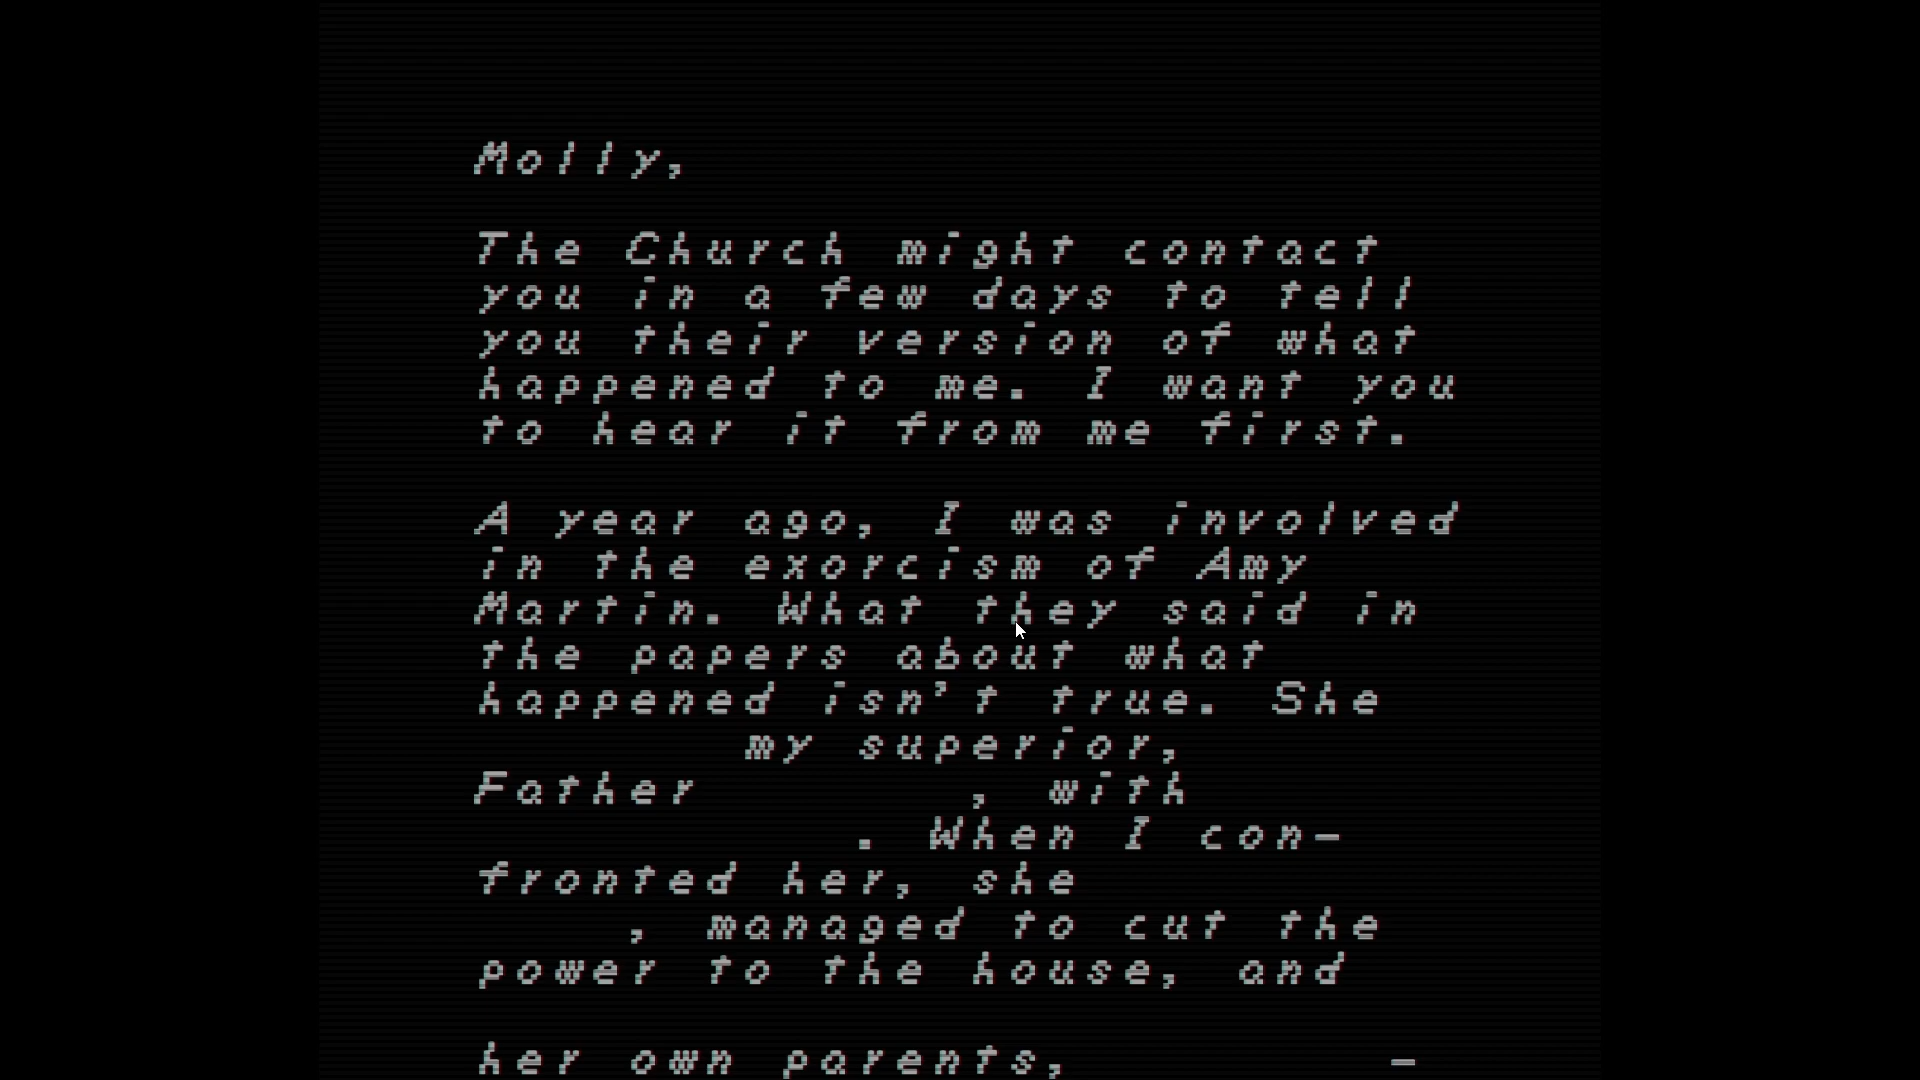 Molly,
The Church might contact
you in a few days to tell
you their version of what
happened to me. I want you
to hear it from me first.
A year ago, I was involved
in the exorcism of Amy
Martin. What they said in
the papers about what
happened isn't true. She
my superior,
Father , with
. When I con-
fronted her, she
, managed to cut the
power to the house, and
her own parents, -